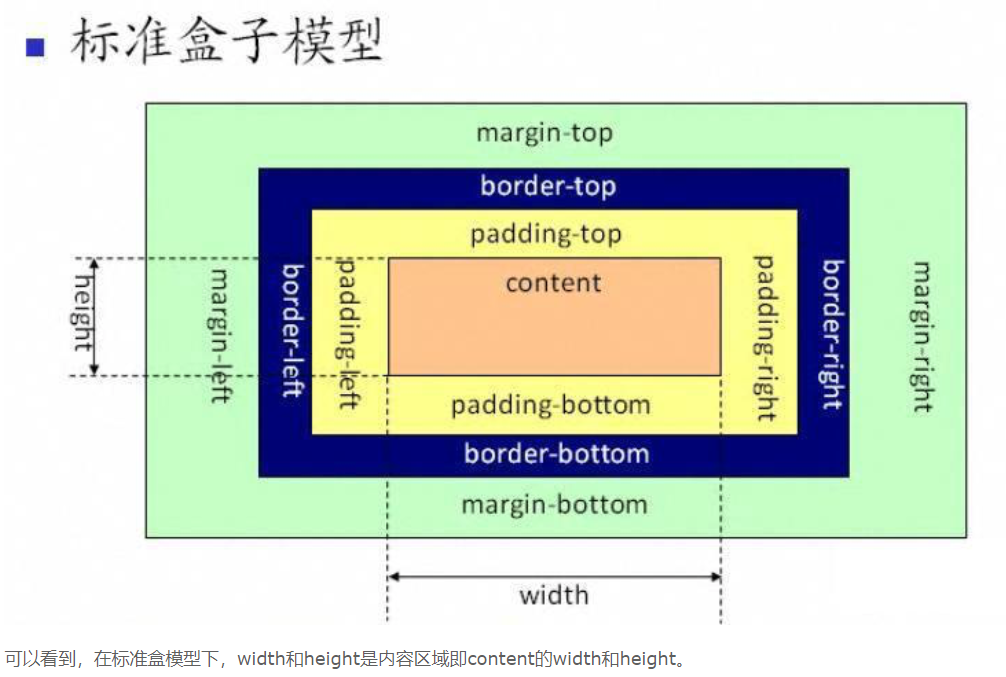 标准盒子模型
margin-top
border-top
padding-top
content
height
margin-left
border-left
padding-left
padding-right
border-right
margin-right
padding-bottom
border-bottom
margin-bottom
width
可以看到，在标准盒模型下，width和height是内容区域即content的width和height。